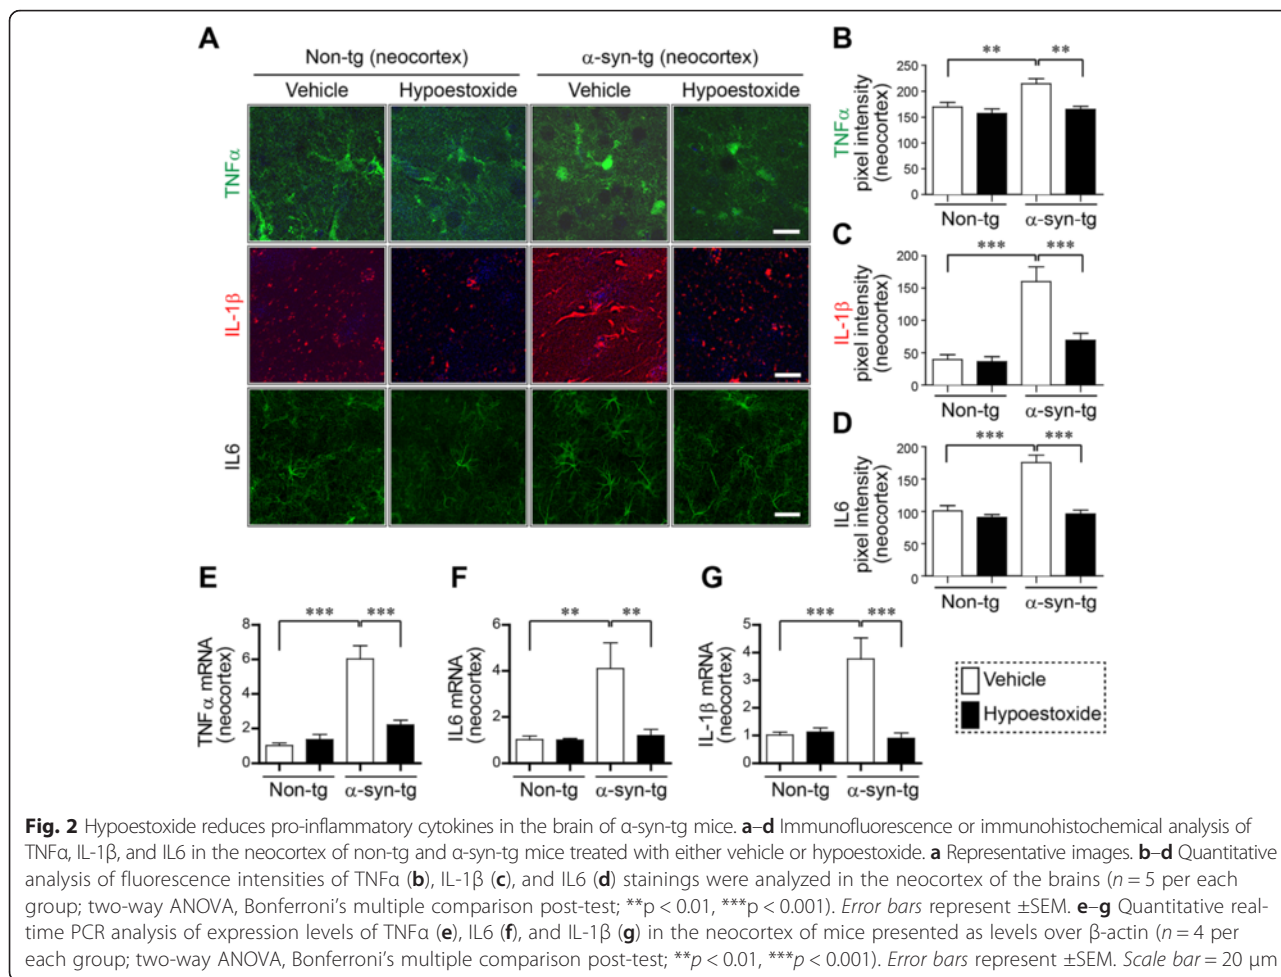 A
Non-tg (neocortex)
α-syn-tg (neocortex)
Vehicle
Hypoestoxide
Vehicle
Hypoestoxide
TNFα
IL-1β
IL6
B
**
**
250
200
150
100
50
0
TNFα
pixel intensity
(neocortex)
Non-tg
α-syn-tg
C
***
***
200
150
100
50
0
IL-1β
pixel intensity
(neocortex)
Non-tg
α-syn-tg
D
***
***
200
150
100
50
0
IL6
pixel intensity
(neocortex)
Non-tg
α-syn-tg
E
***
***
8
6
4
2
0
TNFα mRNA
(neocortex)
Non-tg
α-syn-tg
F
**
**
6
4
2
0
IL6 mRNA
(neocortex)
Non-tg
α-syn-tg
G
***
***
5
4
3
2
1
0
IL-1β mRNA
(neocortex)
Non-tg
α-syn-tg
Vehicle
Hypoestoxide
Fig. 2 Hypoestoxide reduces pro-inflammatory cytokines in the brain of α-syn-tg mice. a–d Immunofluorescence or immunohistochemical analysis of
TNFα, IL-1β, and IL6 in the neocortex of non-tg and α-syn-tg mice treated with either vehicle or hypoestoxide. a Representative images. b–d Quantitative
analysis of fluorescence intensities of TNFα (b), IL-1β (c), and IL6 (d) stainings were analyzed in the neocortex of the brains (n = 5 per each
group; two-way ANOVA, Bonferroni's multiple comparison post-test; **p < 0.01, ***p < 0.001). Error bars represent ±SEM. e–g Quantitative real-
time PCR analysis of expression levels of TNFα (e), IL6 (f), and IL-1β (g) in the neocortex of mice presented as levels over β-actin (n = 4 per
each group; two-way ANOVA, Bonferroni's multiple comparison post-test; **p < 0.01, ***p < 0.001). Error bars represent ±SEM. Scale bar = 20 μm